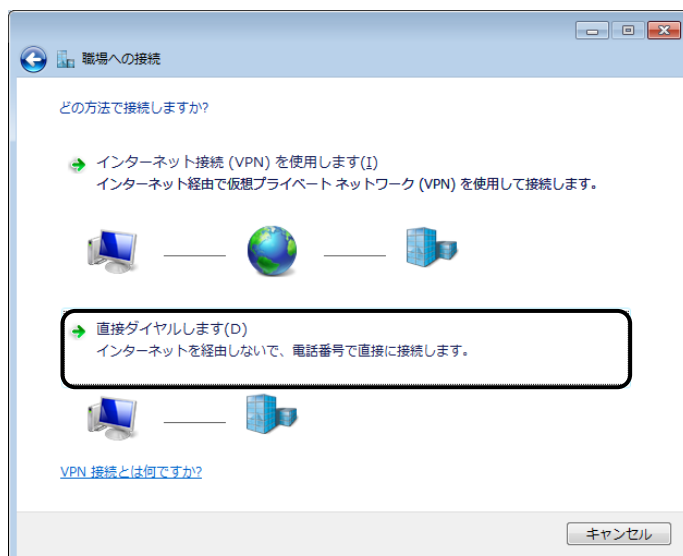 職場への接続
どの方法で接続しますか?
インターネット接続 (VPN) を使用します(I)
インターネット経由で仮想プライベート ネットワーク (VPN) を使用して接続します。
直接ダイヤルします(D)
インターネットを経由しないで、電話番号で直接に接続します。
VPN 接続とは何ですか?
キャンセル